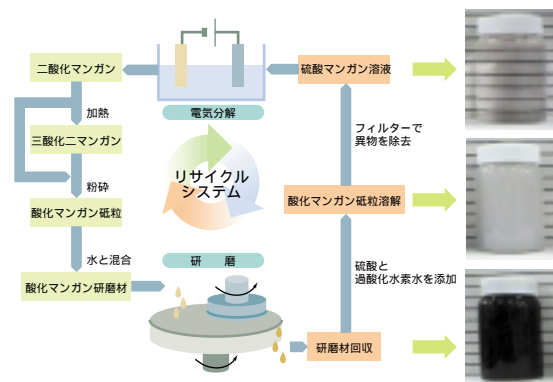 二酸化マンガン
加熱
三酸化二マンガン
粉砕
酸化マンガン砥粒
水と混合
酸化マンガン研磨材
電気分解
リサイクル
システム
研 磨
硫酸マンガン溶液
フィルターで
異物を除去
酸化マンガン砥粒溶解
硫酸と
過酸化水素水を添加
研磨材回収